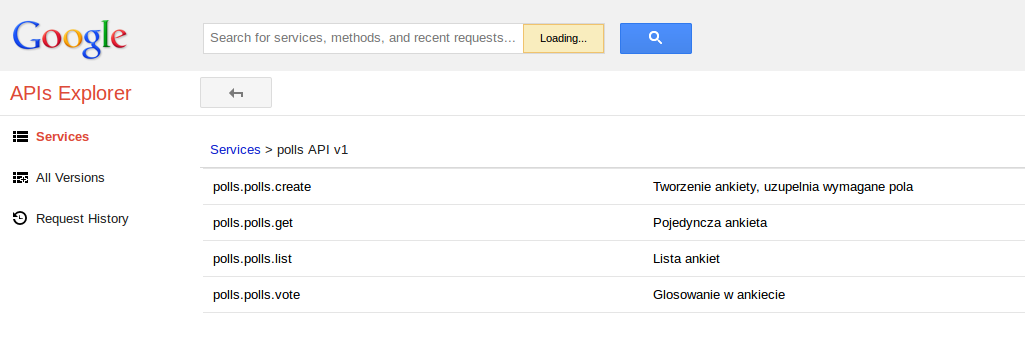 Google
Search for services, methods, and recent requests...
Loading...
APIs Explorer
Services
All Versions
Request History
Services > polls API v1
polls.polls.create Tworzenie ankiety, uzupelnia wymagane pola
polls.polls.get Pojedyncza ankieta
polls.polls.list Lista ankiet
polls.polls.vote Glosowanie w ankiecie